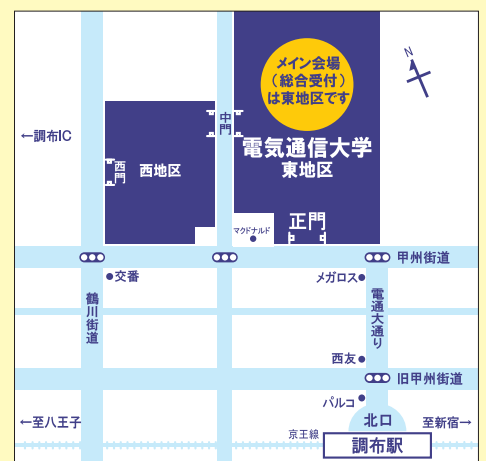 メイン会場
（総合受付）
は東地区です
N
中門
←調布IC
電気通信大学
東地区
西門
西地区
マクドナルド
正門
甲州街道
交番
メガロス
鶴川街道
電通大通り
西友
旧甲州街道
パルコ
北口
←至八王子
至新宿→
京王線
調布駅